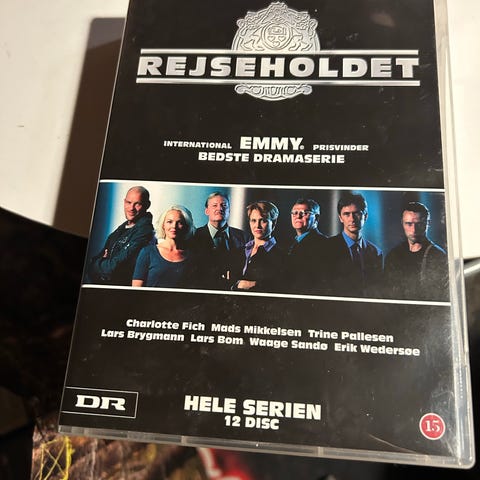 REJSEHOLDET
INTERNATIONAL EMMY® PRISVINDER
BEDSTE DRAMASERIE
Charlotte Fich Mads Mikkelsen Trine Pallesen
Lars Brygmann Lars Bom Waage Sandø Erik Wedersøe
DR
HELE SERIEN
12 DISC
15